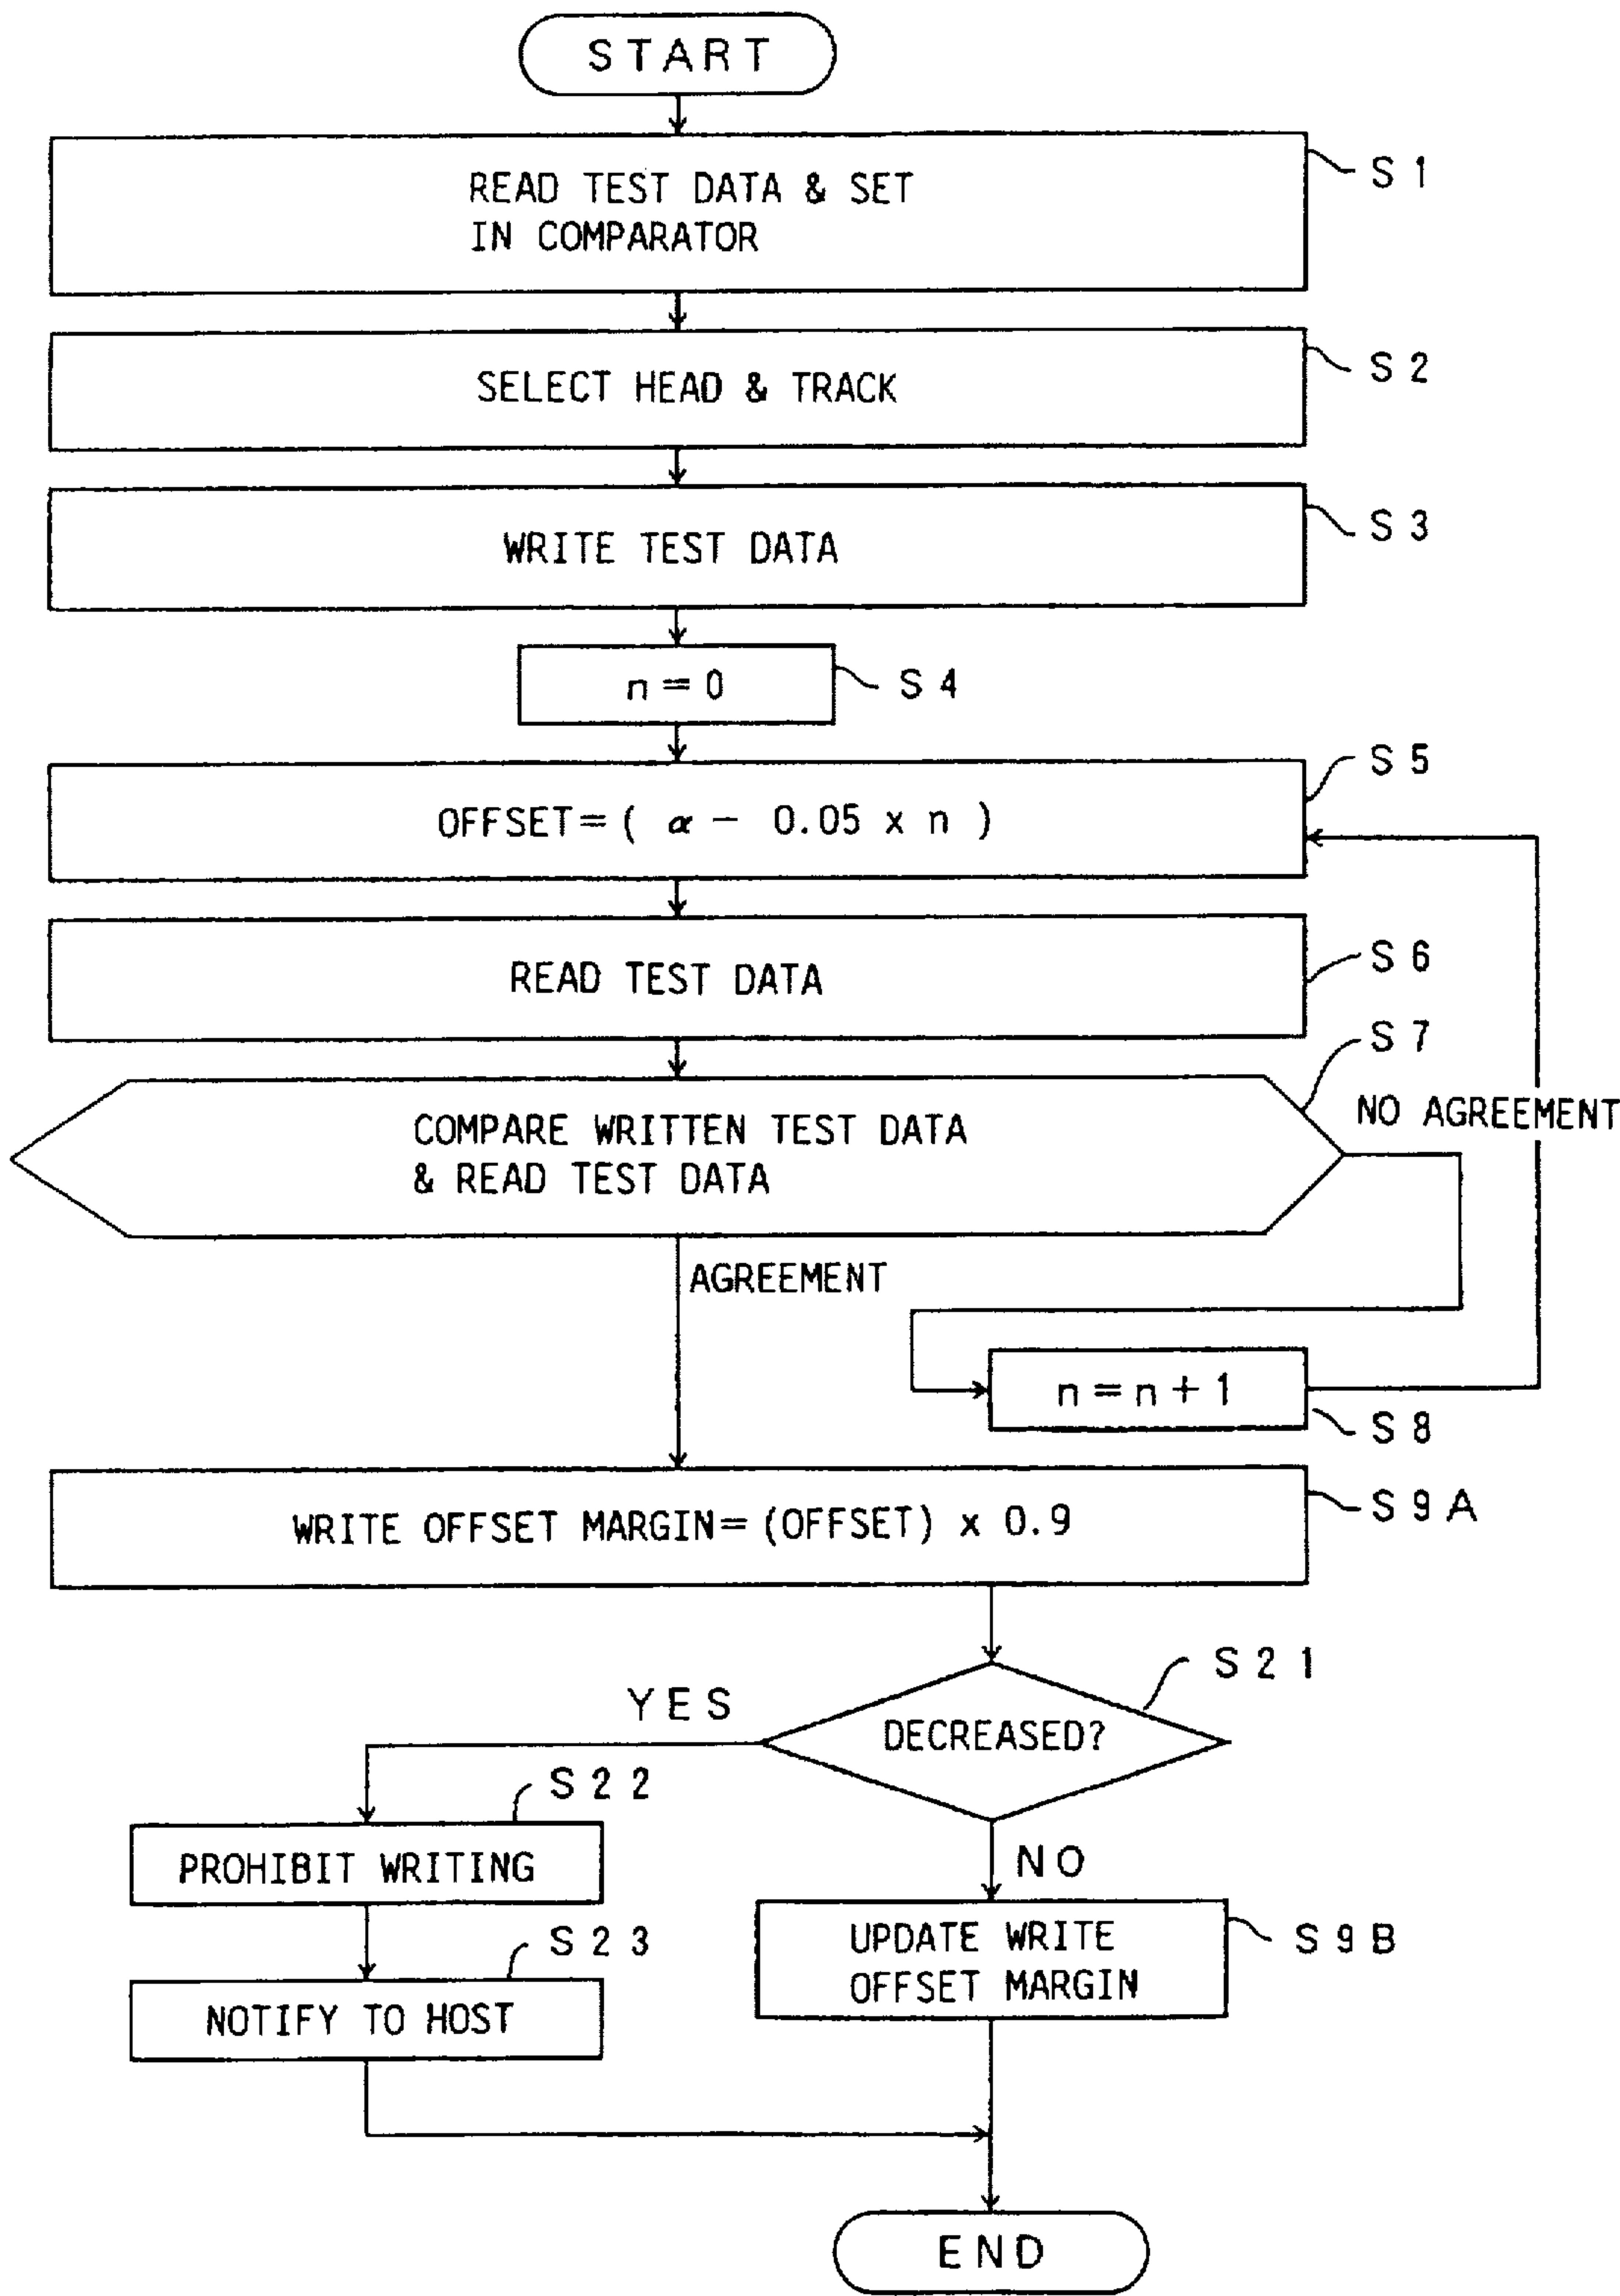 START
READ TEST DATA & SET
IN COMPARATOR
S1
SELECT HEAD & TRACK
S2
WRITE TEST DATA
S3
n=0
S4
OFFSET=( α - 0.05 x n )
S5
READ TEST DATA
S6
COMPARE WRITTEN TEST DATA
& READ TEST DATA
S7
NO AGREEMENT
AGREEMENT
n=n+1
S8
WRITE OFFSET MARGIN=(OFFSET) x 0.9
S9A
DECREASED?
S21
YES
NO
PROHIBIT WRITING
S22
NOTIFY TO HOST
S23
UPDATE WRITE
OFFSET MARGIN
S9B
END